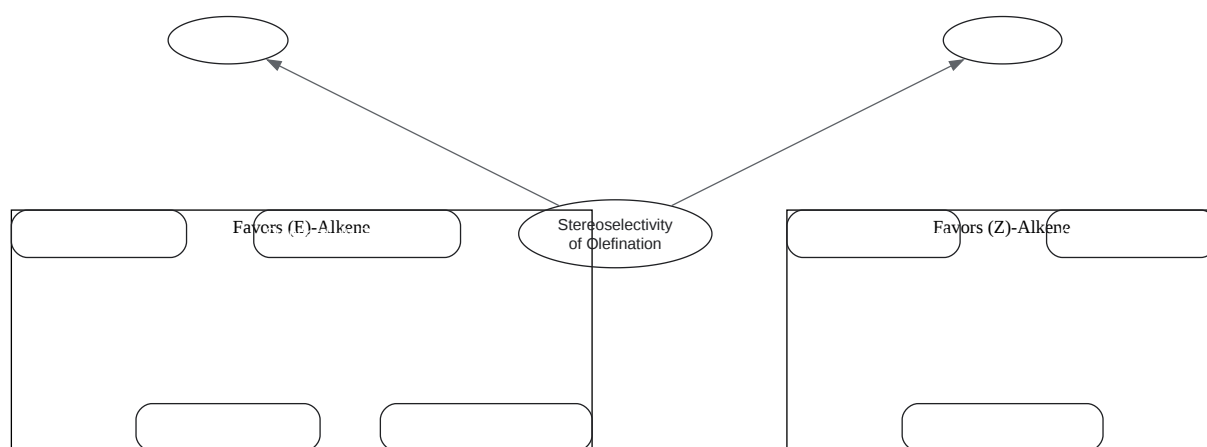 Favors (E)-Alkene
Stereoselectivity
of Olefination
Favors (Z)-Alkene